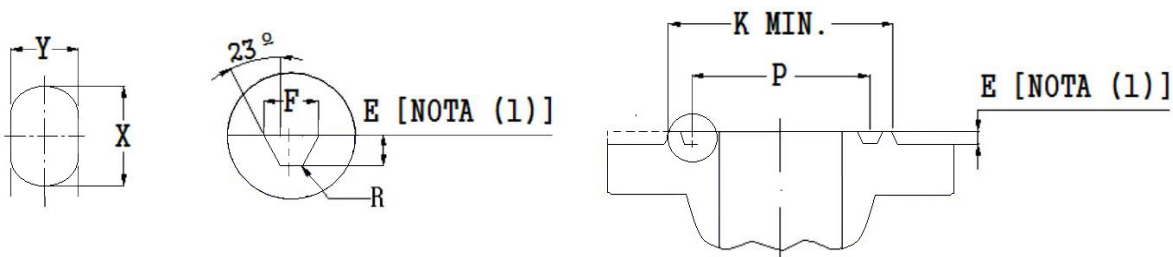 Y
X
23º
F
E [NOTA (1)]
R
K MIN.
P
E [NOTA (1)]